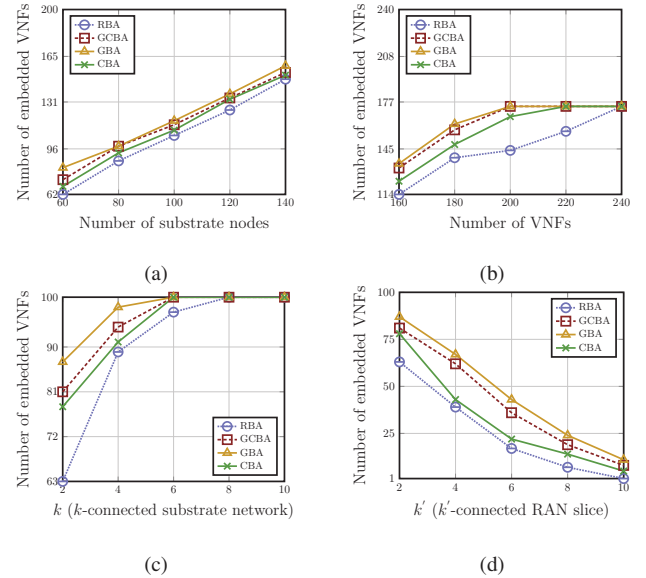 200
165
131
96
62
Number of embedded VNFs
RBA
GCBA
GBA
CBA
60 80 100 120 140
Number of substrate nodes
(a)
240
208
177
145
114
Number of embedded VNFs
RBA
GCBA
GBA
CBA
160 180 200 220 240
Number of VNFs
(b)
100
90
81
72
63
Number of embedded VNFs
RBA
GCBA
GBA
CBA
2 4 6 8 10
k (k-connected substrate network)
(c)
100
75
50
25
1
Number of embedded VNFs
RBA
GCBA
GBA
CBA
2 4 6 8 10
k′ (k′-connected RAN slice)
(d)